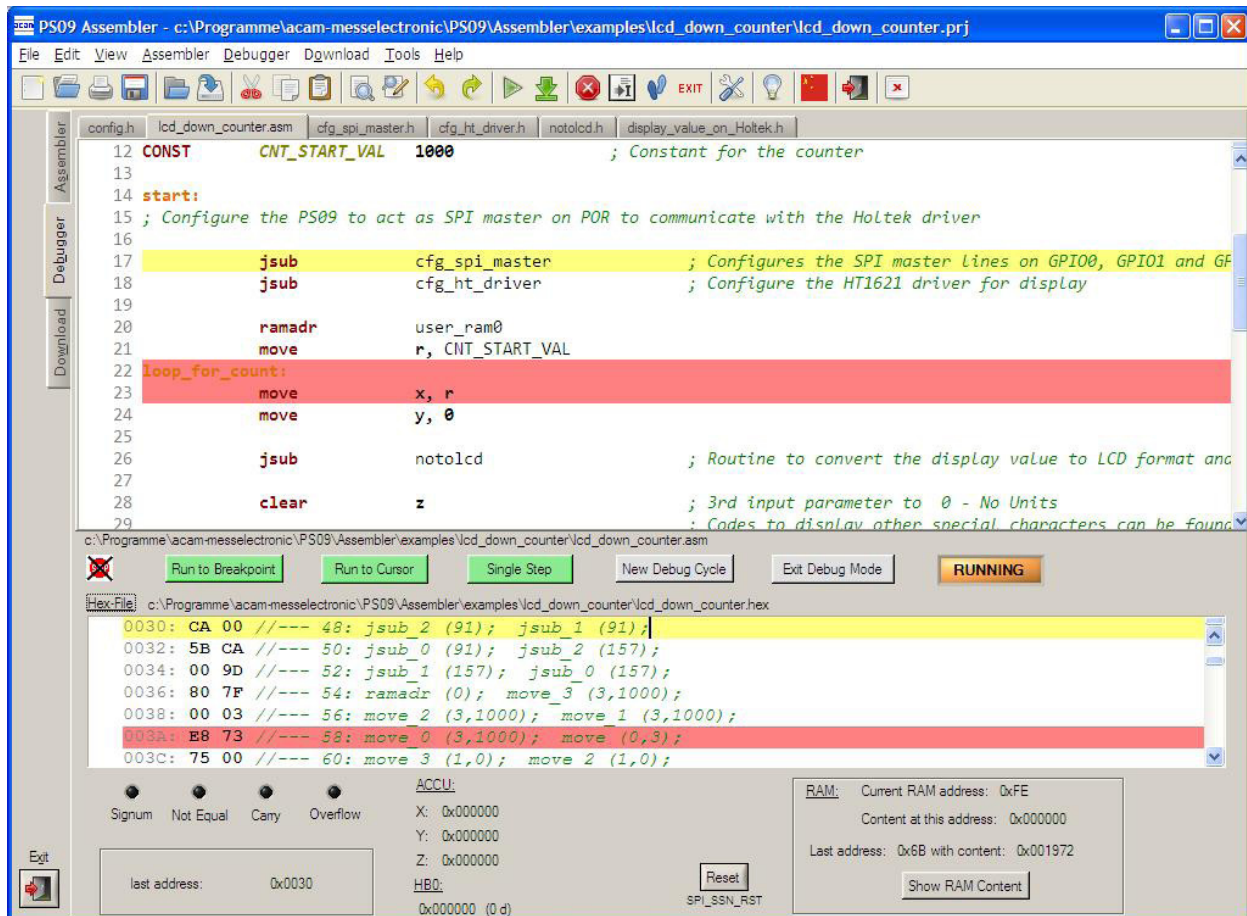 acam PS09 Assembler - c:\Programme\acam-messelectronic\PS09\Assembler\examples\lcd_down_counter\lcd_down_counter.prj
File Edit View Assembler Debugger Download Tools Help
EXIT
config.h lcd_down_counter.asm cfg_spi_master.h cfg_ht_driver.h notolcd.h display_value_on_Holtek.h
Assembler
Debugger
Download
12 CONST CNT_START_VAL 1000 ; Constant for the counter
13
14 start:
15 ; Configure the PS09 to act as SPI master on POR to communicate with the Holtek driver
16
17 jsub cfg_spi_master ; Configures the SPI master lines on GPIO0, GPIO1 and GP
18 jsub cfg_ht_driver ; Configure the HT1621 driver for display
19
20 ramadr user_ram0
21 move r, CNT_START_VAL
22 loop_for_count:
23 move x, r
24 move y, 0
25
26 jsub notolcd ; Routine to convert the display value to LCD format and
27
28 clear z ; 3rd input parameter to 0 - No Units
29 ; Codes to display other special characters can be found
c:\Programme\acam-messelectronic\PS09\Assembler\examples\lcd_down_counter\lcd_down_counter.asm
Run to Breakpoint Run to Cursor Single Step New Debug Cycle Exit Debug Mode RUNNING
Hex-File c:\Programme\acam-messelectronic\PS09\Assembler\examples\lcd_down_counter\lcd_down_counter.hex
0030: CA 00 //--- 48: jsub_2 (91); jsub_1 (91);
0032: 5B CA //--- 50: jsub_0 (91); jsub_2 (157);
0034: 00 9D //--- 52: jsub_1 (157); jsub_0 (157);
0036: 80 7F //--- 54: ramadr (0); move_3 (3,1000);
0038: 00 03 //--- 56: move_2 (3,1000); move_1 (3,1000);
003A: E8 73 //--- 58: move_0 (3,1000); move (0,3);
003C: 75 00 //--- 60: move_3 (1,0); move_2 (1,0);
Signum Not Equal Carry Overflow
last address: 0x0030
ACCU:
X: 0x000000
Y: 0x000000
Z: 0x000000
HB0:
0x000000 (0 d)
Reset
SPI_SSN_RST
RAM: Current RAM address: 0xFE
Content at this address: 0x000000
Last address: 0x6B with content: 0x001972
Show RAM Content
Exit